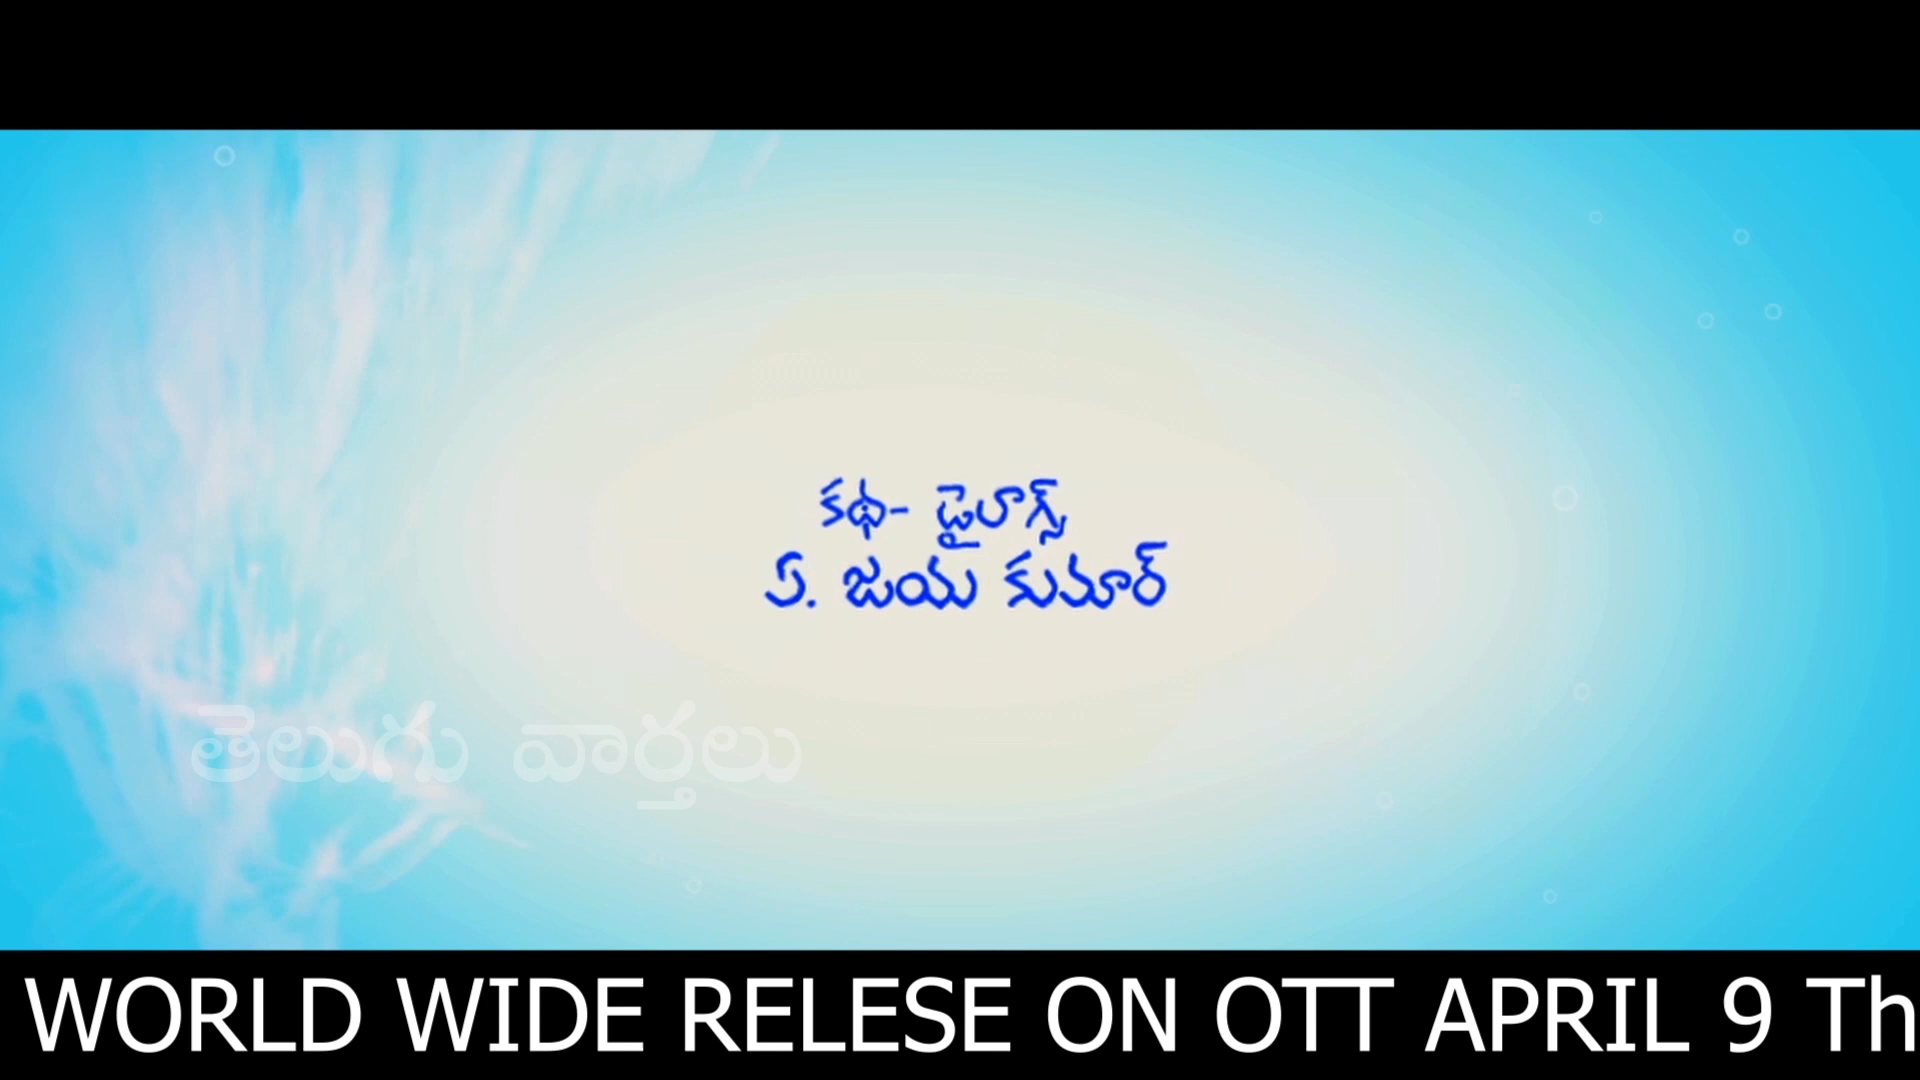 కథ- డైలాగ్స్
ఏ. జయ కుమార్
తెలుగు వార్తలు
WORLD WIDE RELESE ON OTT APRIL 9 Th